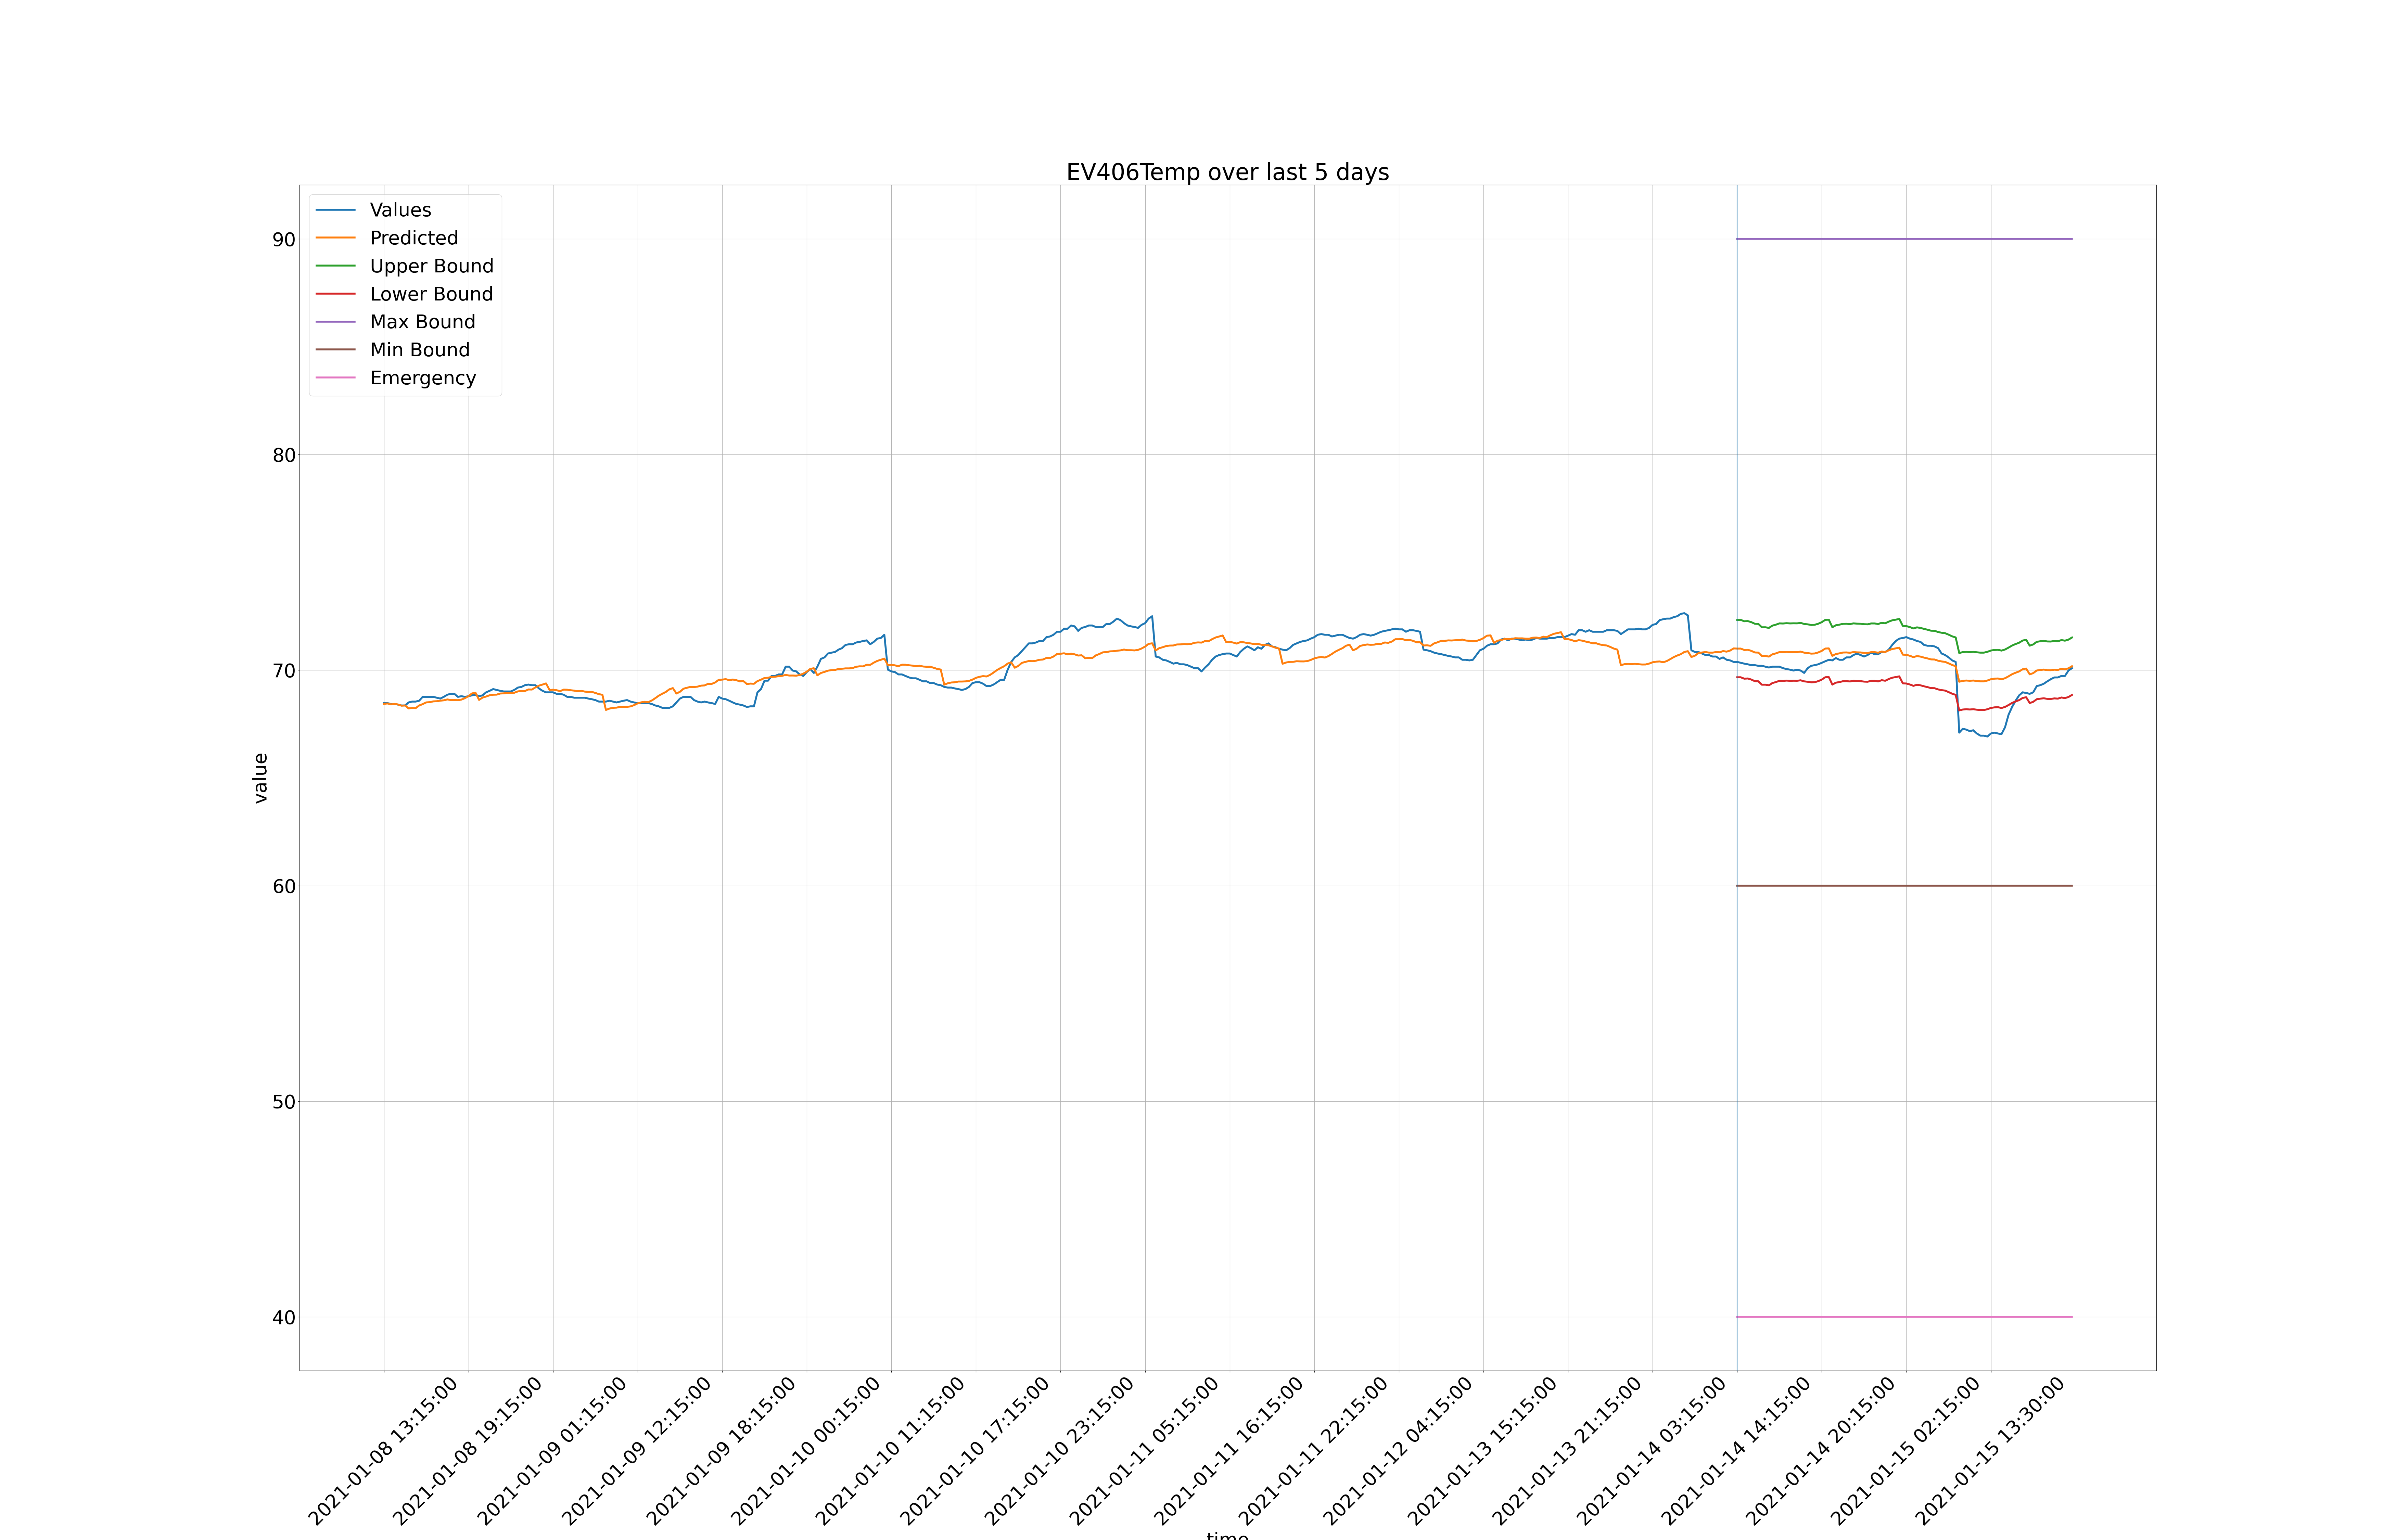 EV406Temp over last 5 days
Values
Predicted
Upper Bound
Lower Bound
Max Bound
Min Bound
Emergency
90
80
70
60
50
40
value
2021-01-08 13:15:00
2021-01-08 19:15:00
2021-01-09 01:15:00
2021-01-09 12:15:00
2021-01-09 18:15:00
2021-01-10 00:15:00
2021-01-10 11:15:00
2021-01-10 17:15:00
2021-01-10 23:15:00
2021-01-11 05:15:00
2021-01-11 16:15:00
2021-01-11 22:15:00
2021-01-12 04:15:00
2021-01-13 15:15:00
2021-01-13 21:15:00
2021-01-14 03:15:00
2021-01-14 14:15:00
2021-01-14 20:15:00
2021-01-15 02:15:00
2021-01-15 13:30:00
time